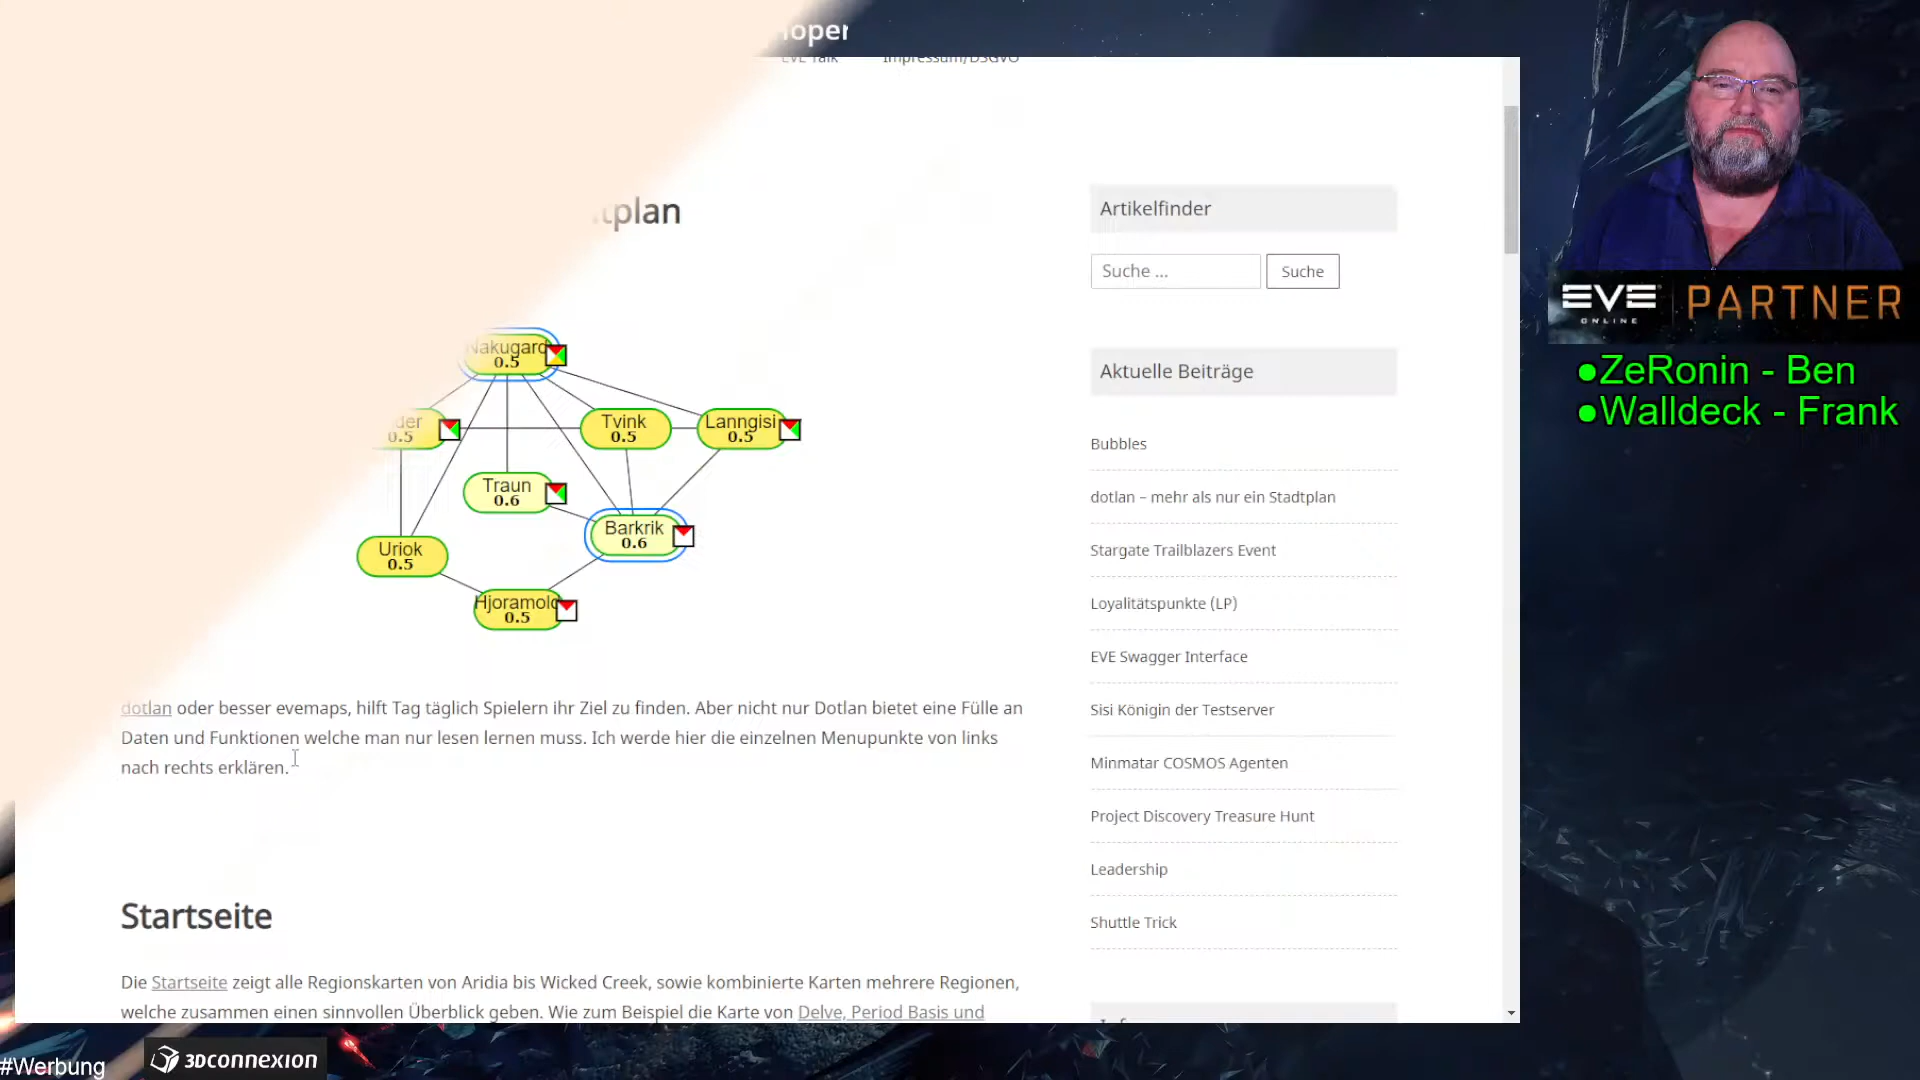 EVE Talk
Impressum/DSGVO
Artikelfinder
Suche ...
Suche
EVE
ONLINE
PARTNER
Nakugard
0.5
Aktuelle Beiträge
●ZeRonin - Ben
●Walldeck - Frank
0.5
Tvink
0.5
Lanngisi
0.5
Bubbles
Traun
0.6
dotlan – mehr als nur ein Stadtplan
Barkrik
0.6
Stargate Trailblazers Event
Uriok
0.5
Hjoramold
0.5
Loyalitätspunkte (LP)
EVE Swagger Interface
dotlan oder besser evemaps, hilft Tag täglich Spielern ihr Ziel zu finden. Aber nicht nur Dotlan bietet eine Fülle an
Daten und Funktionen welche man nur lesen lernen muss. Ich werde hier die einzelnen Menupunkte von links
nach rechts erklären.
Sisi Königin der Testserver
Minmatar COSMOS Agenten
Project Discovery Treasure Hunt
Leadership
Shuttle Trick
Startseite
Die Startseite zeigt alle Regionskarten von Aridia bis Wicked Creek, sowie kombinierte Karten mehrere Regionen,
welche zusammen einen sinnvollen Überblick geben. Wie zum Beispiel die Karte von Delve, Period Basis und
#Werbung
3Dconnexion